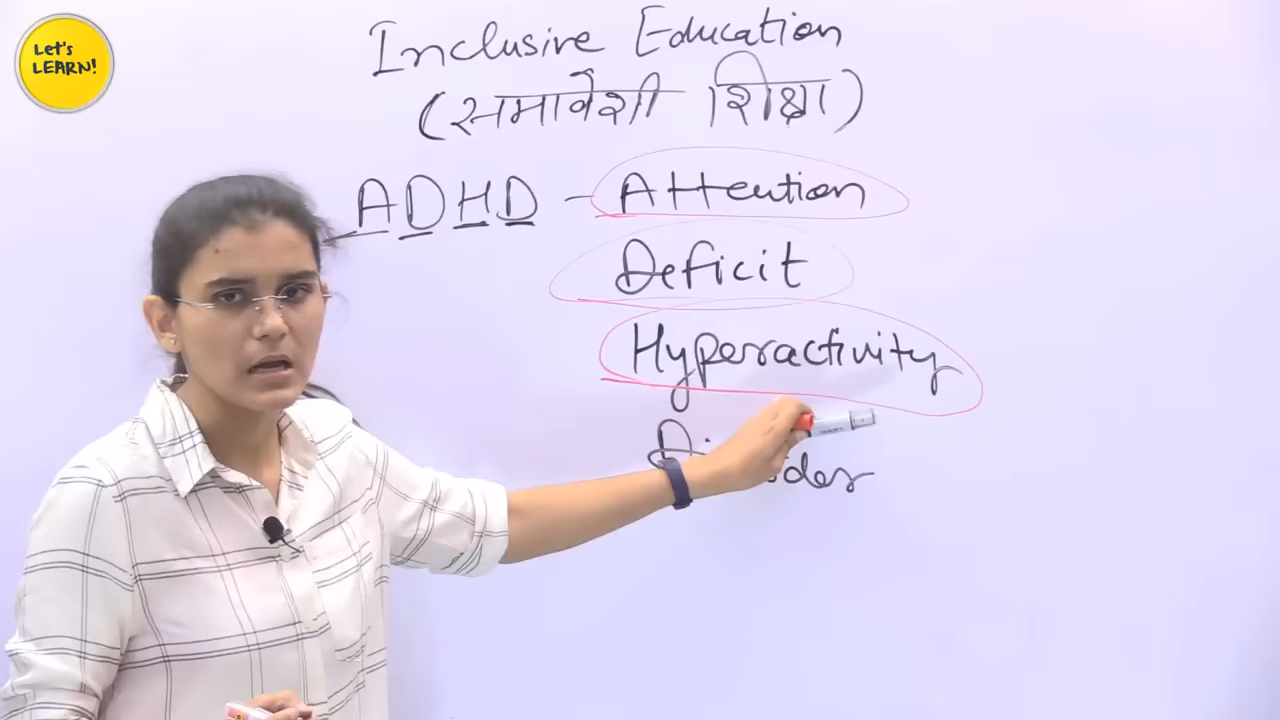 Let's
LEARN!
Inclusive Education
(समावेशी शिक्षा)
ADHD - Attention
Deficit
Hyperactivity